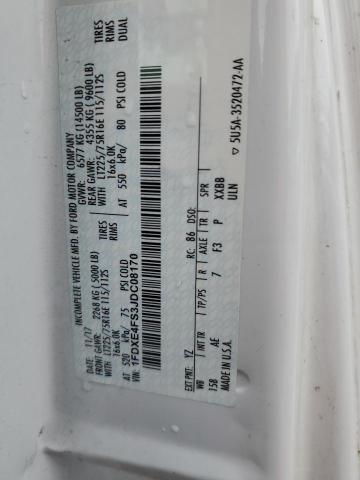 INCOMPLETE VEHICLE MFD. BY FORD MOTOR COMPANY
DATE: 11/17 GVWR: 6577 KG (14500 LB)
FRONT GAWR: 2268 KG (5000 LB) REAR GAWR: 4355 KG (9600 LB)
WITH LT225/75R16E 115/112S TIRES WITH LT225/75R16E 115/112S TIRES
16x6.0K RIMS 16x6.0K RIMS
AT 520 kPa/ 75 PSI COLD AT 550 kPa/ 80 PSI COLD DUAL
VIN: 1FDXE4FS3JDC08170
EXT PNT: YZ RC: 86 DSO:
WB INT TR TP/PS R AXLE TR SPR
158 AE 7 F3 P XXBB
MADE IN U.S.A. ULN
▽ 5U5A-3520472-AA